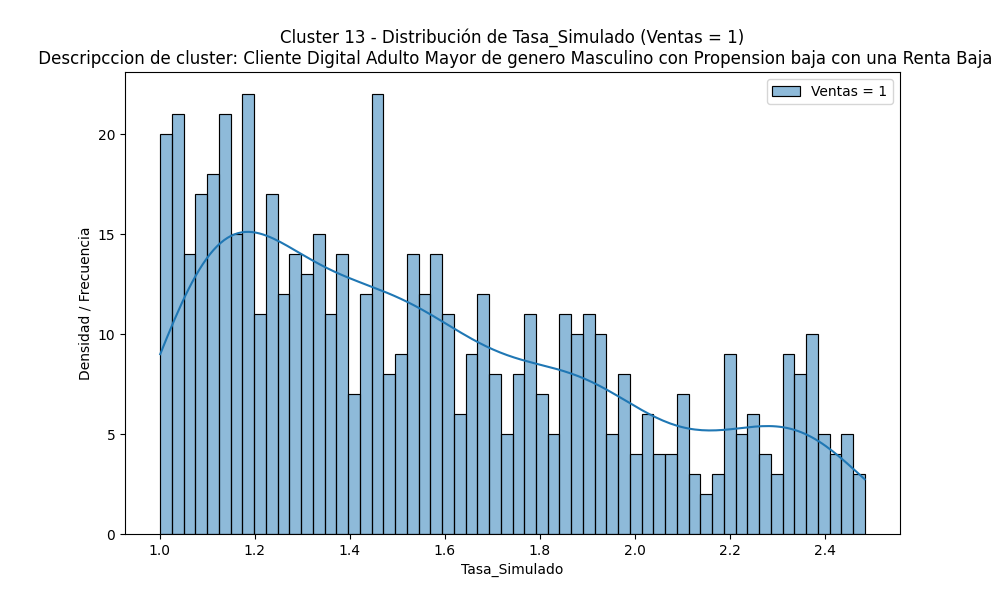 Cluster 13 - Distribución de Tasa_Simulado (Ventas = 1)
Descripccion de cluster: Cliente Digital Adulto Mayor de genero Masculino con Propension baja con una Renta Baja
Ventas = 1
Densidad / Frecuencia
20
15
10
5
0
1.0 1.2 1.4 1.6 1.8 2.0 2.2 2.4
Tasa_Simulado